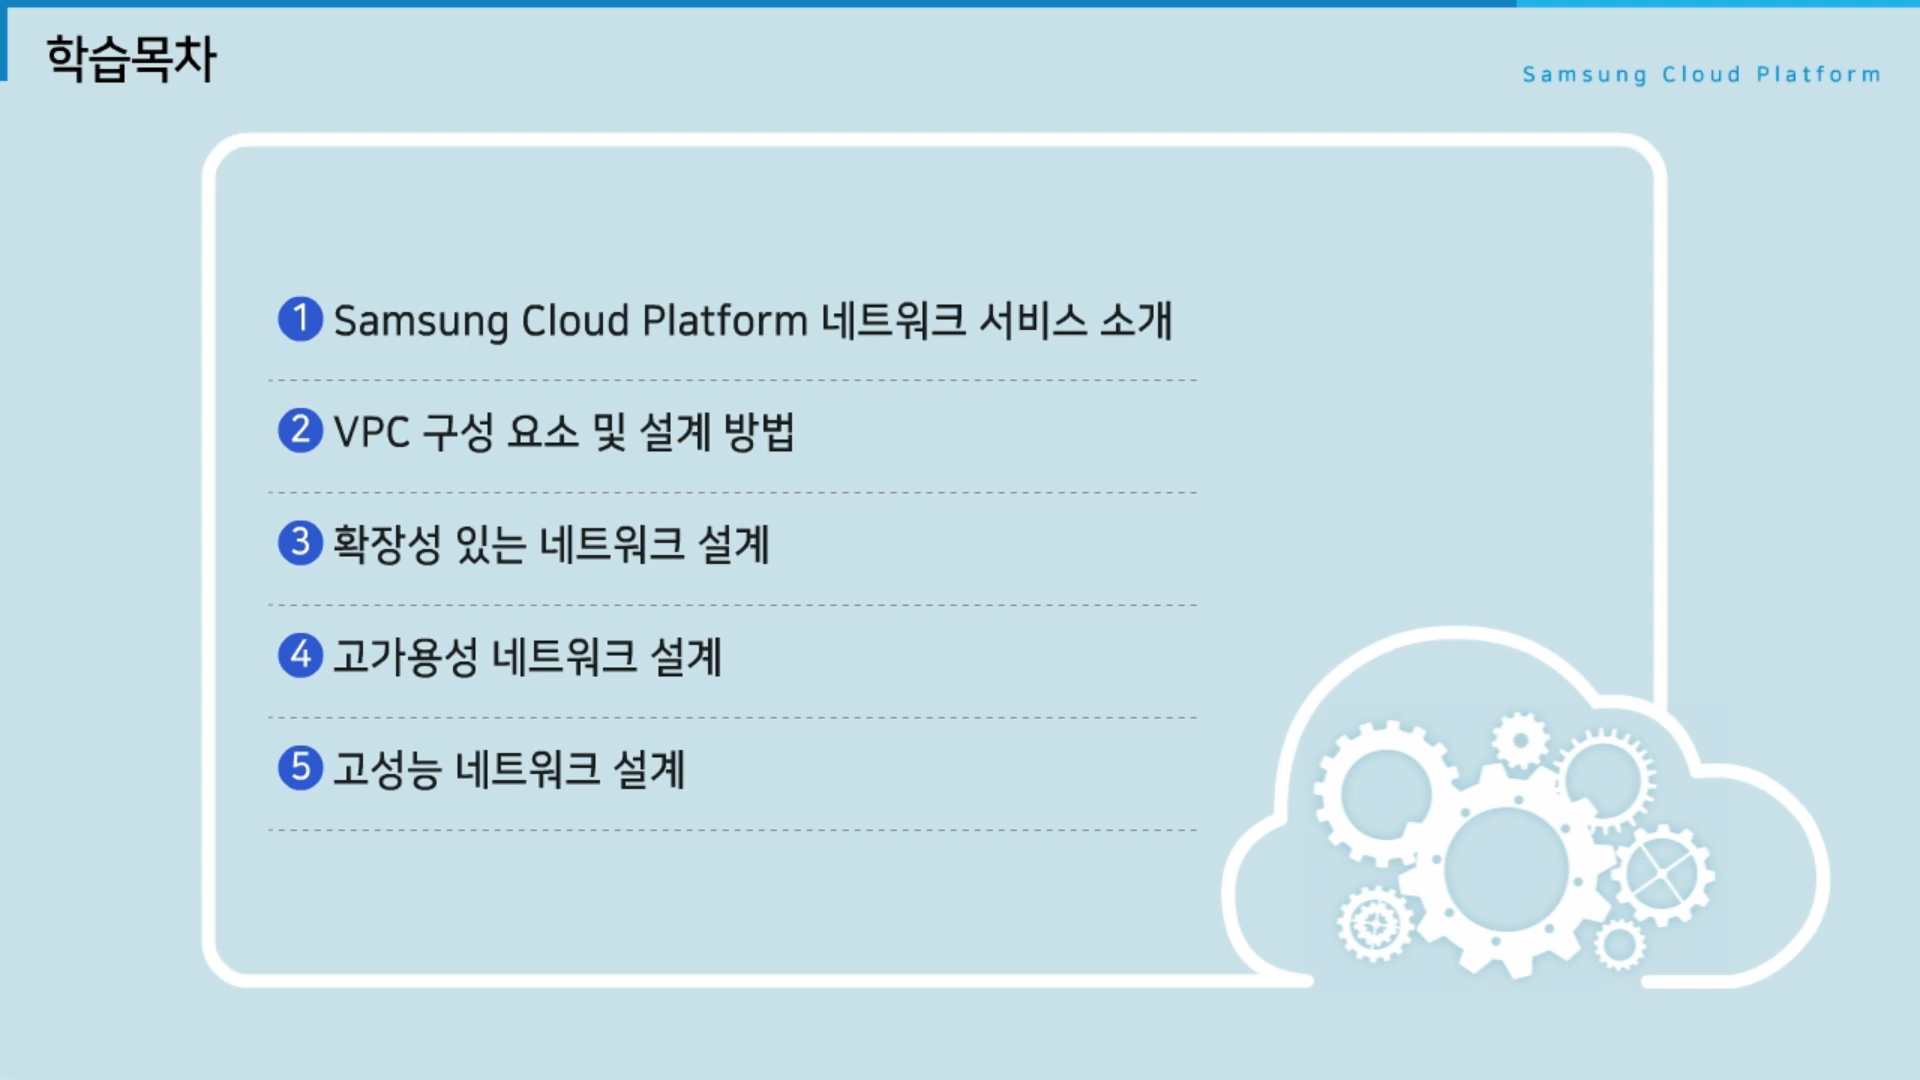 학습목차
Samsung Cloud Platform
1 Samsung Cloud Platform 네트워크 서비스 소개
2 VPC 구성 요소 및 설계 방법
3 확장성 있는 네트워크 설계
4 고가용성 네트워크 설계
5 고성능 네트워크 설계